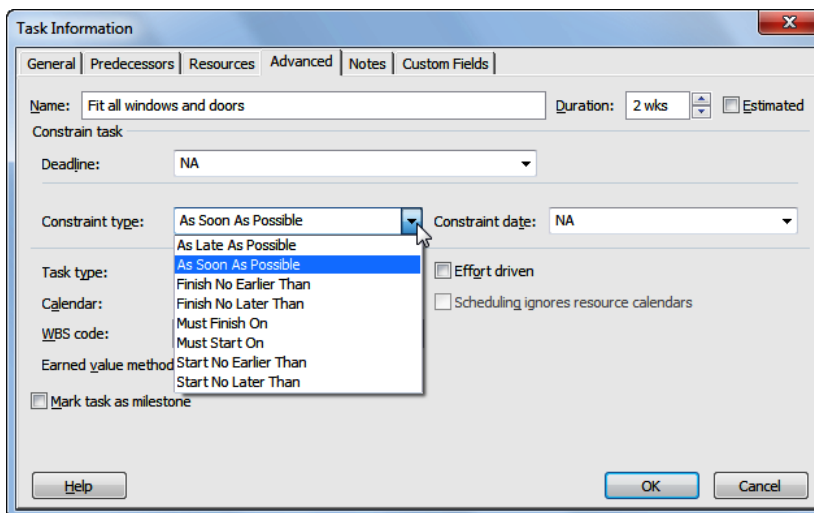 Task Information
General Predecessors Resources Advanced Notes Custom Fields
Name: Fit all windows and doors Duration: 2 wks Estimated
Constrain task
Deadline: NA
Constraint type: As Soon As Possible Constraint date: NA
As Late As Possible
Task type: As Soon As Possible Effort driven
Finish No Earlier Than
Calendar: Finish No Later Than Scheduling ignores resource calendars
Must Finish On
WBS code: Must Start On
Earned value method Start No Earlier Than
Start No Later Than
Mark task as milestone
Help OK Cancel